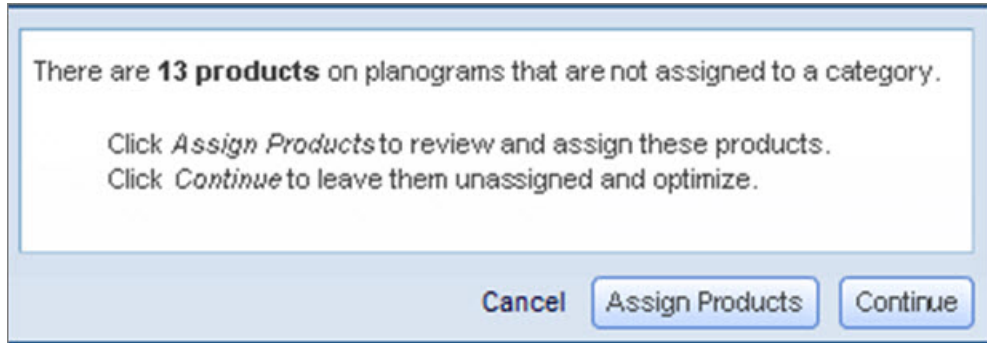 There are 13 products on planograms that are not assigned to a category.
Click Assign Products to review and assign these products.
Click Continue to leave them unassigned and optimize.
Cancel Assign Products Continue